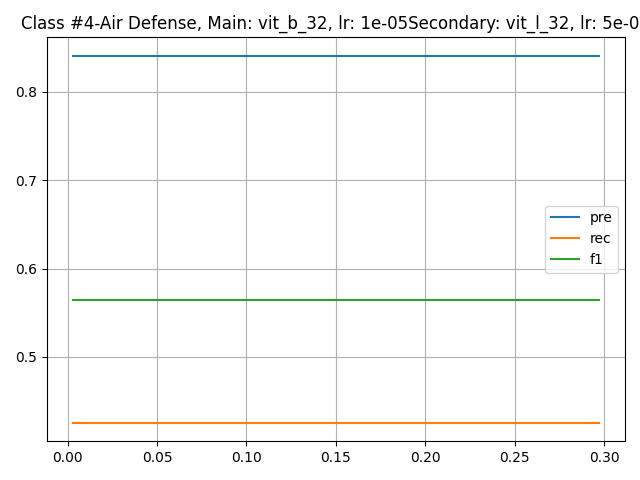 Class #4-Air Defense, Main: vit_b_32, lr: 1e-05Secondary: vit_l_32, lr: 5e-0
0.8
0.7
0.6
0.5
pre
rec
f1
0.00 0.05 0.10 0.15 0.20 0.25 0.30